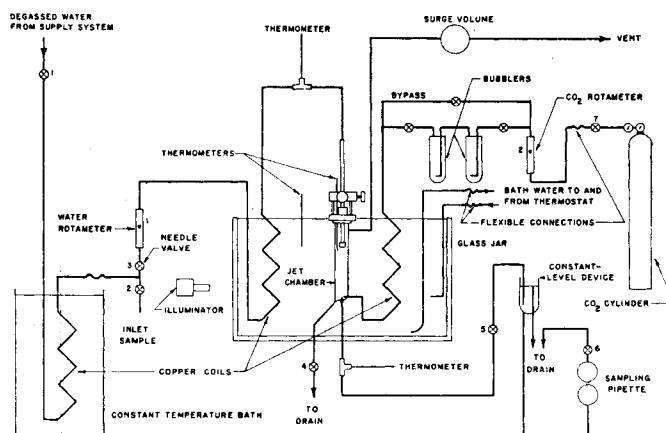 DEGASSED WATER
FROM SUPPLY SYSTEM
1
THERMOMETER
SURGE VOLUME
VENT
BYPASS
BUBBLERS
CO2 ROTAMETER
2
7
THERMOMETERS
BATH WATER TO AND
FROM THERMOSTAT
FLEXIBLE CONNECTIONS
WATER
ROTAMETER
1
NEEDLE
VALVE
3
2
GLASS JAR
JET
CHAMBER
CONSTANT-
LEVEL DEVICE
ILLUMINATOR
INLET
SAMPLE
CO2 CYLINDER
5
6
COPPER COILS
4
THERMOMETER
TO
DRAIN
TO
DRAIN
SAMPLING
PIPETTE
CONSTANT TEMPERATURE BATH